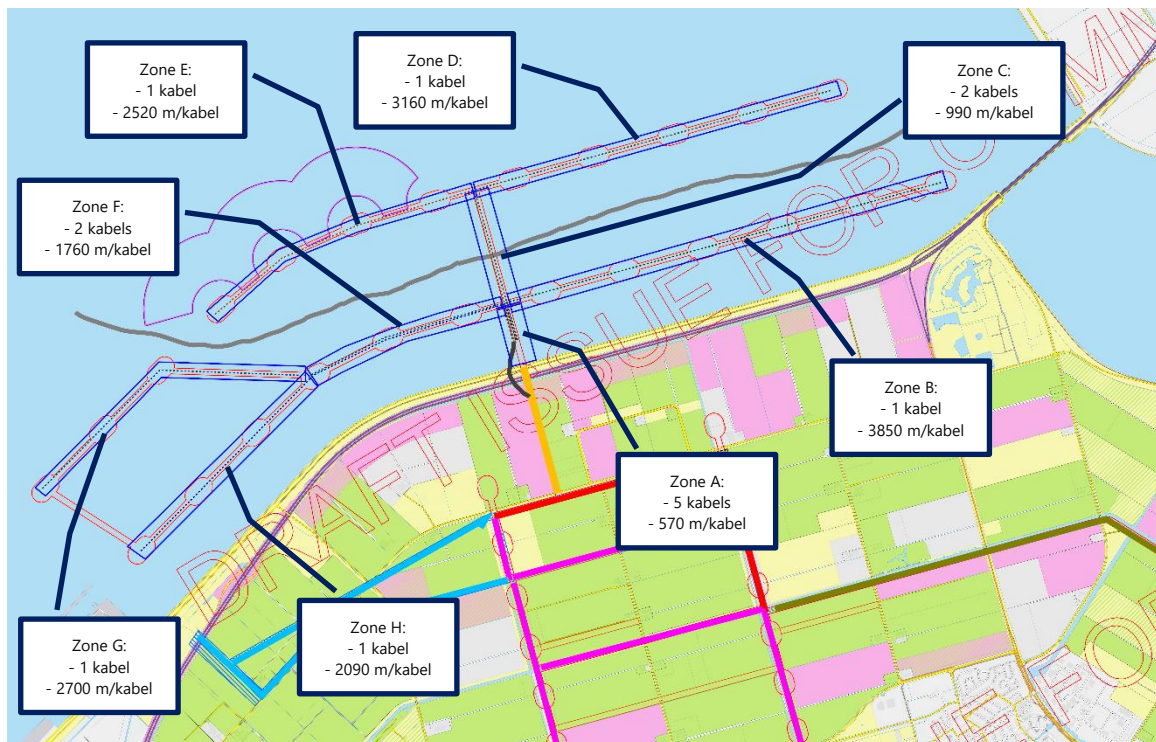 Zone E:
- 1 kabel
- 2520 m/kabel
Zone D:
- 1 kabel
- 3160 m/kabel
Zone C:
- 2 kabels
- 990 m/kabel
Zone F:
- 2 kabels
- 1760 m/kabel
Zone B:
- 1 kabel
- 3850 m/kabel
Zone A:
- 5 kabels
- 570 m/kabel
Zone G:
- 1 kabel
- 2700 m/kabel
Zone H:
- 1 kabel
- 2090 m/kabel
DRAFT ISSUE FOR